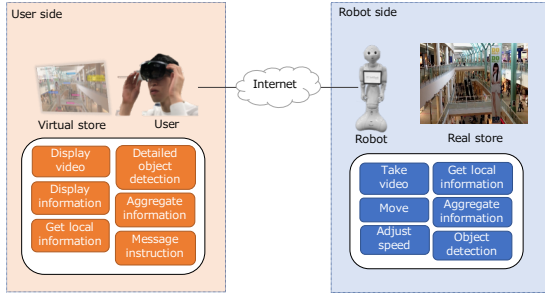 User side
Virtual store
User
Display
video
Display
information
Get local
information
Detailed
object
detection
Aggregate
information
Message
instruction
Internet
Robot side
Robot
Real store
Take
video
Move
Adjust
speed
Get local
information
Aggregate
information
Object
detection